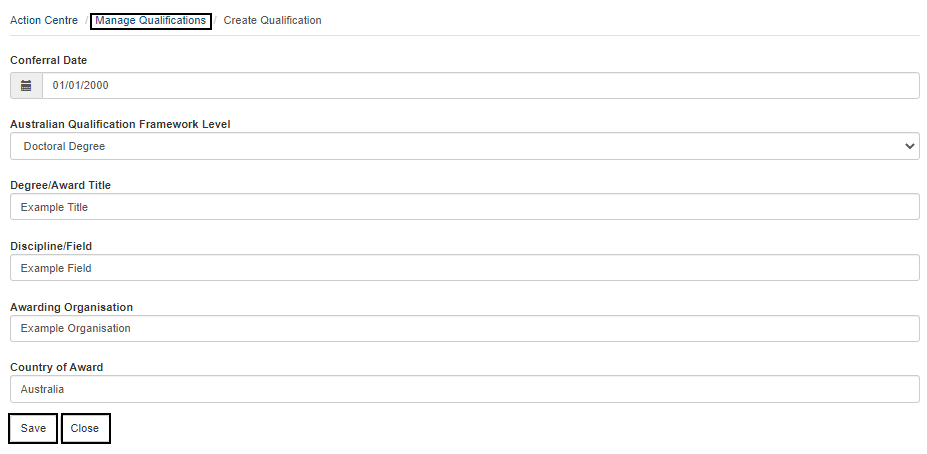 Action Centre / Manage Qualifications / Create Qualification
Conferral Date
01/01/2000
Australian Qualification Framework Level
Doctoral Degree
Degree/Award Title
Example Title
Discipline/Field
Example Field
Awarding Organisation
Example Organisation
Country of Award
Australia
Save Close